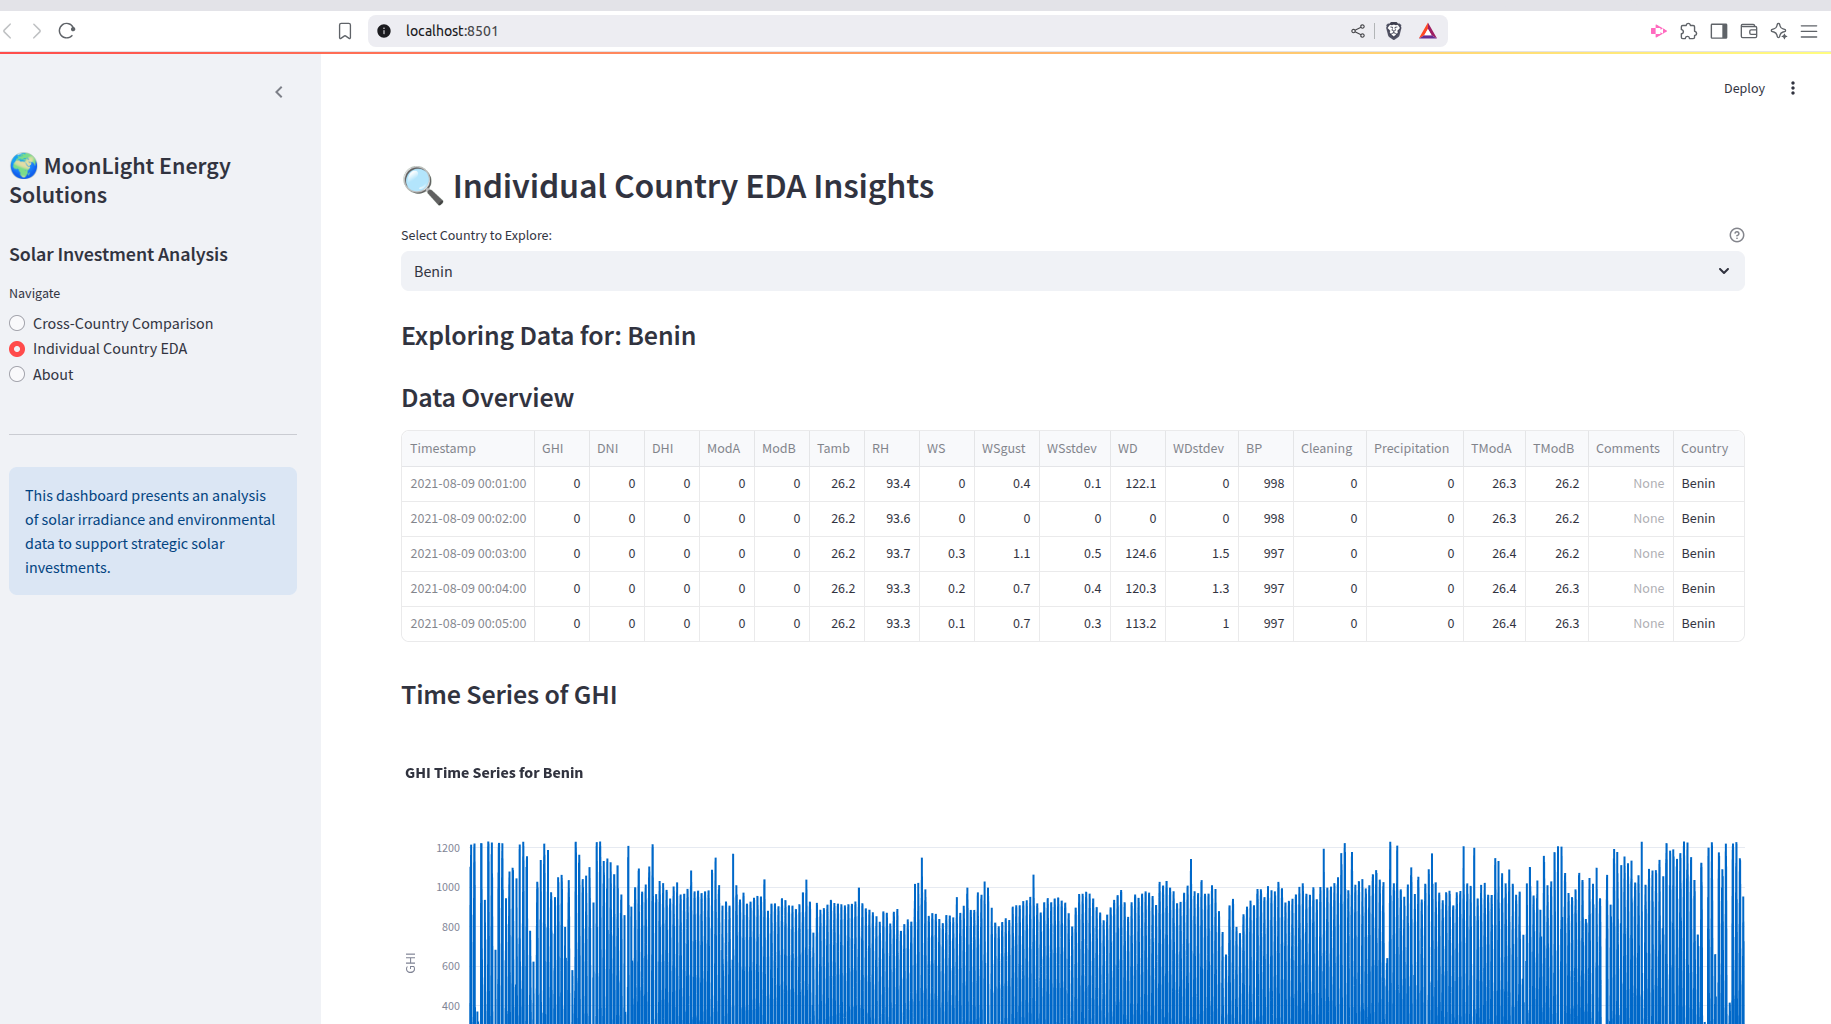 localhost:8501
Deploy
🌍 MoonLight Energy
Solutions
Solar Investment Analysis
Navigate
Cross-Country Comparison
Individual Country EDA
About
This dashboard presents an analysis
of solar irradiance and environmental
data to support strategic solar
investments.
🔍 Individual Country EDA Insights
Select Country to Explore:
Benin
Exploring Data for: Benin
Data Overview
Timestamp GHI DNI DHI ModA ModB Tamb RH WS WSgust WSstdev WD WDstdev BP Cleaning Precipitation TModA TModB Comments Country
2021-08-09 00:01:00 0 0 0 0 0 26.2 93.4 0 0.4 0.1 122.1 0 998 0 0 26.3 26.2 None Benin
2021-08-09 00:02:00 0 0 0 0 0 26.2 93.6 0 0 0 0 0 998 0 0 26.3 26.2 None Benin
2021-08-09 00:03:00 0 0 0 0 0 26.2 93.7 0.3 1.1 0.5 124.6 1.5 997 0 0 26.4 26.2 None Benin
2021-08-09 00:04:00 0 0 0 0 0 26.2 93.3 0.2 0.7 0.4 120.3 1.3 997 0 0 26.4 26.3 None Benin
2021-08-09 00:05:00 0 0 0 0 0 26.2 93.3 0.1 0.7 0.3 113.2 1 997 0 0 26.4 26.3 None Benin
Time Series of GHI
GHI Time Series for Benin
1200
1000
800
600
400
GHI